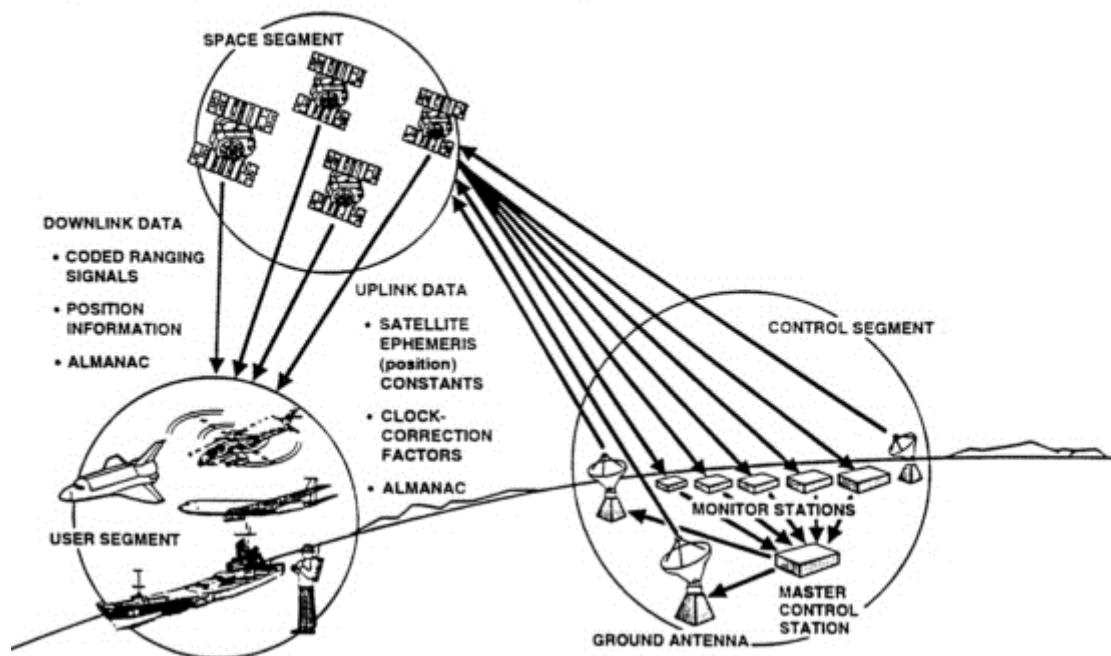 SPACE SEGMENT
DOWNLINK DATA
• CODED RANGING
SIGNALS
• POSITION
INFORMATION
• ALMANAC
UPLINK DATA
• SATELLITE
EPHEMERIS
(position)
CONSTANTS
• CLOCK-
CORRECTION
FACTORS
• ALMANAC
CONTROL SEGMENT
MONITOR STATIONS
MASTER
CONTROL
STATION
GROUND ANTENNA
USER SEGMENT